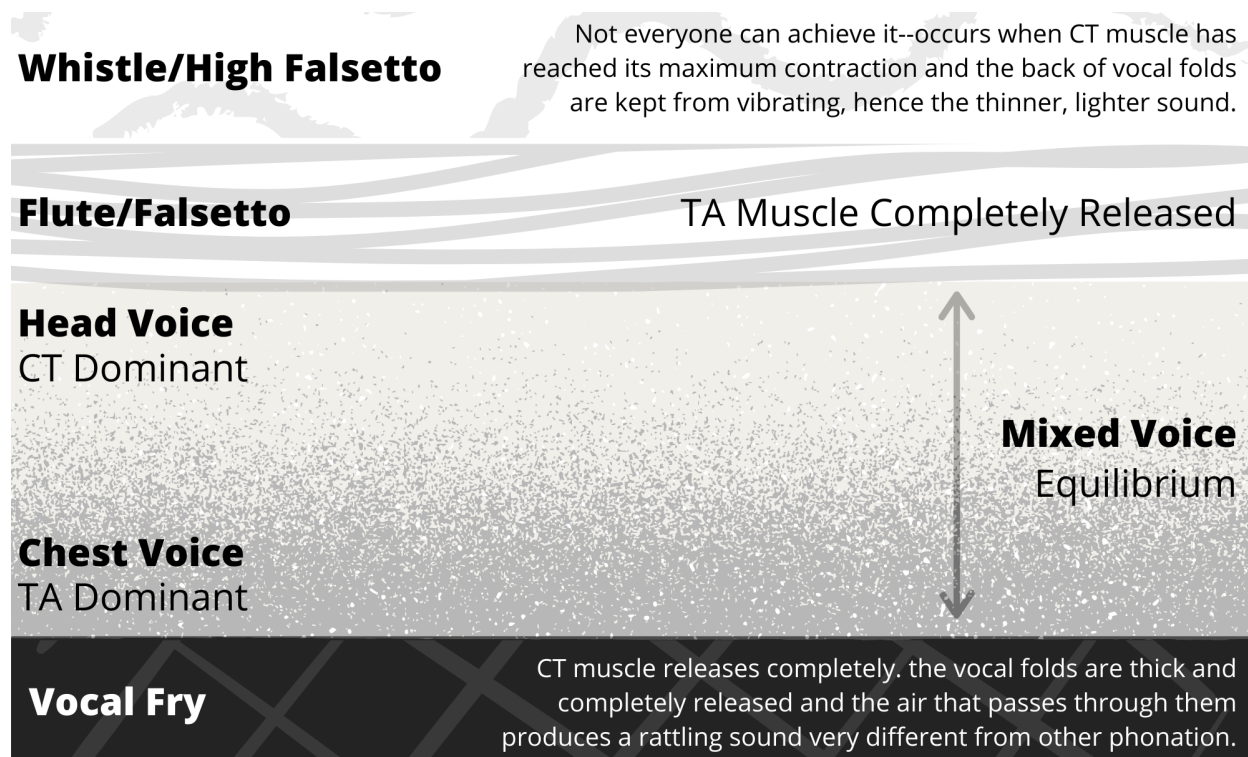 Whistle/High Falsetto
Not everyone can achieve it--occurs when CT muscle has
reached its maximum contraction and the back of vocal folds
are kept from vibrating, hence the thinner, lighter sound.
Flute/Falsetto
TA Muscle Completely Released
Head Voice
CT Dominant
Mixed Voice
Equilibrium
Chest Voice
TA Dominant
Vocal Fry
CT muscle releases completely. the vocal folds are thick and
completely released and the air that passes through them
produces a rattling sound very different from other phonation.